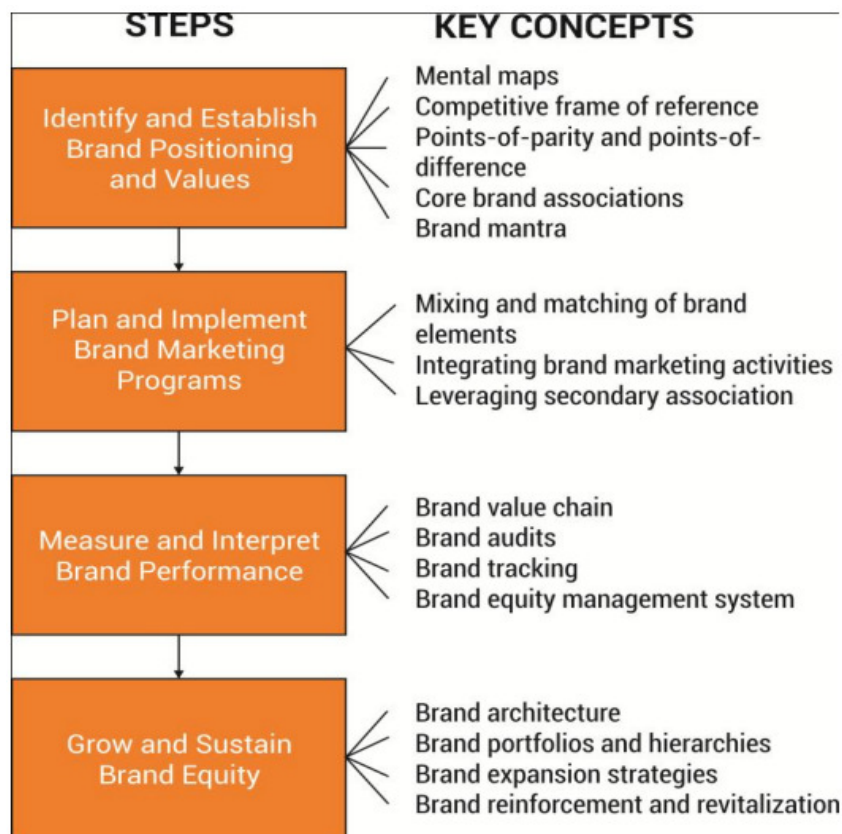 STEPS
KEY CONCEPTS
Identify and Establish
Brand Positioning
and Values
Mental maps
Competitive frame of reference
Points-of-parity and points-of-
difference
Core brand associations
Brand mantra
Plan and Implement
Brand Marketing
Programs
Mixing and matching of brand
elements
Integrating brand marketing activities
Leveraging secondary association
Measure and Interpret
Brand Performance
Brand value chain
Brand audits
Brand tracking
Brand equity management system
Grow and Sustain
Brand Equity
Brand architecture
Brand portfolios and hierarchies
Brand expansion strategies
Brand reinforcement and revitalization